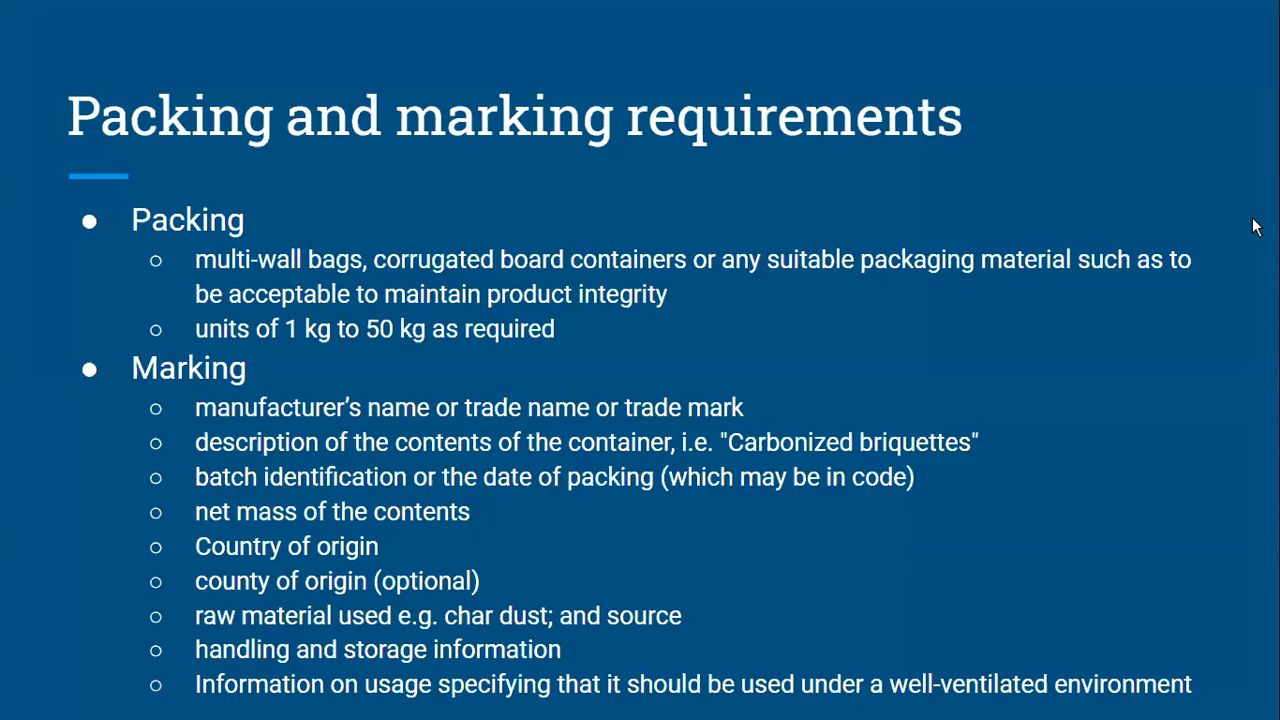 Packing and marking requirements
● Packing
○ multi-wall bags, corrugated board containers or any suitable packaging material such as to
be acceptable to maintain product integrity
○ units of 1 kg to 50 kg as required
● Marking
○ manufacturer’s name or trade name or trade mark
○ description of the contents of the container, i.e. "Carbonized briquettes"
○ batch identification or the date of packing (which may be in code)
○ net mass of the contents
○ Country of origin
○ county of origin (optional)
○ raw material used e.g. char dust; and source
○ handling and storage information
○ Information on usage specifying that it should be used under a well-ventilated environment